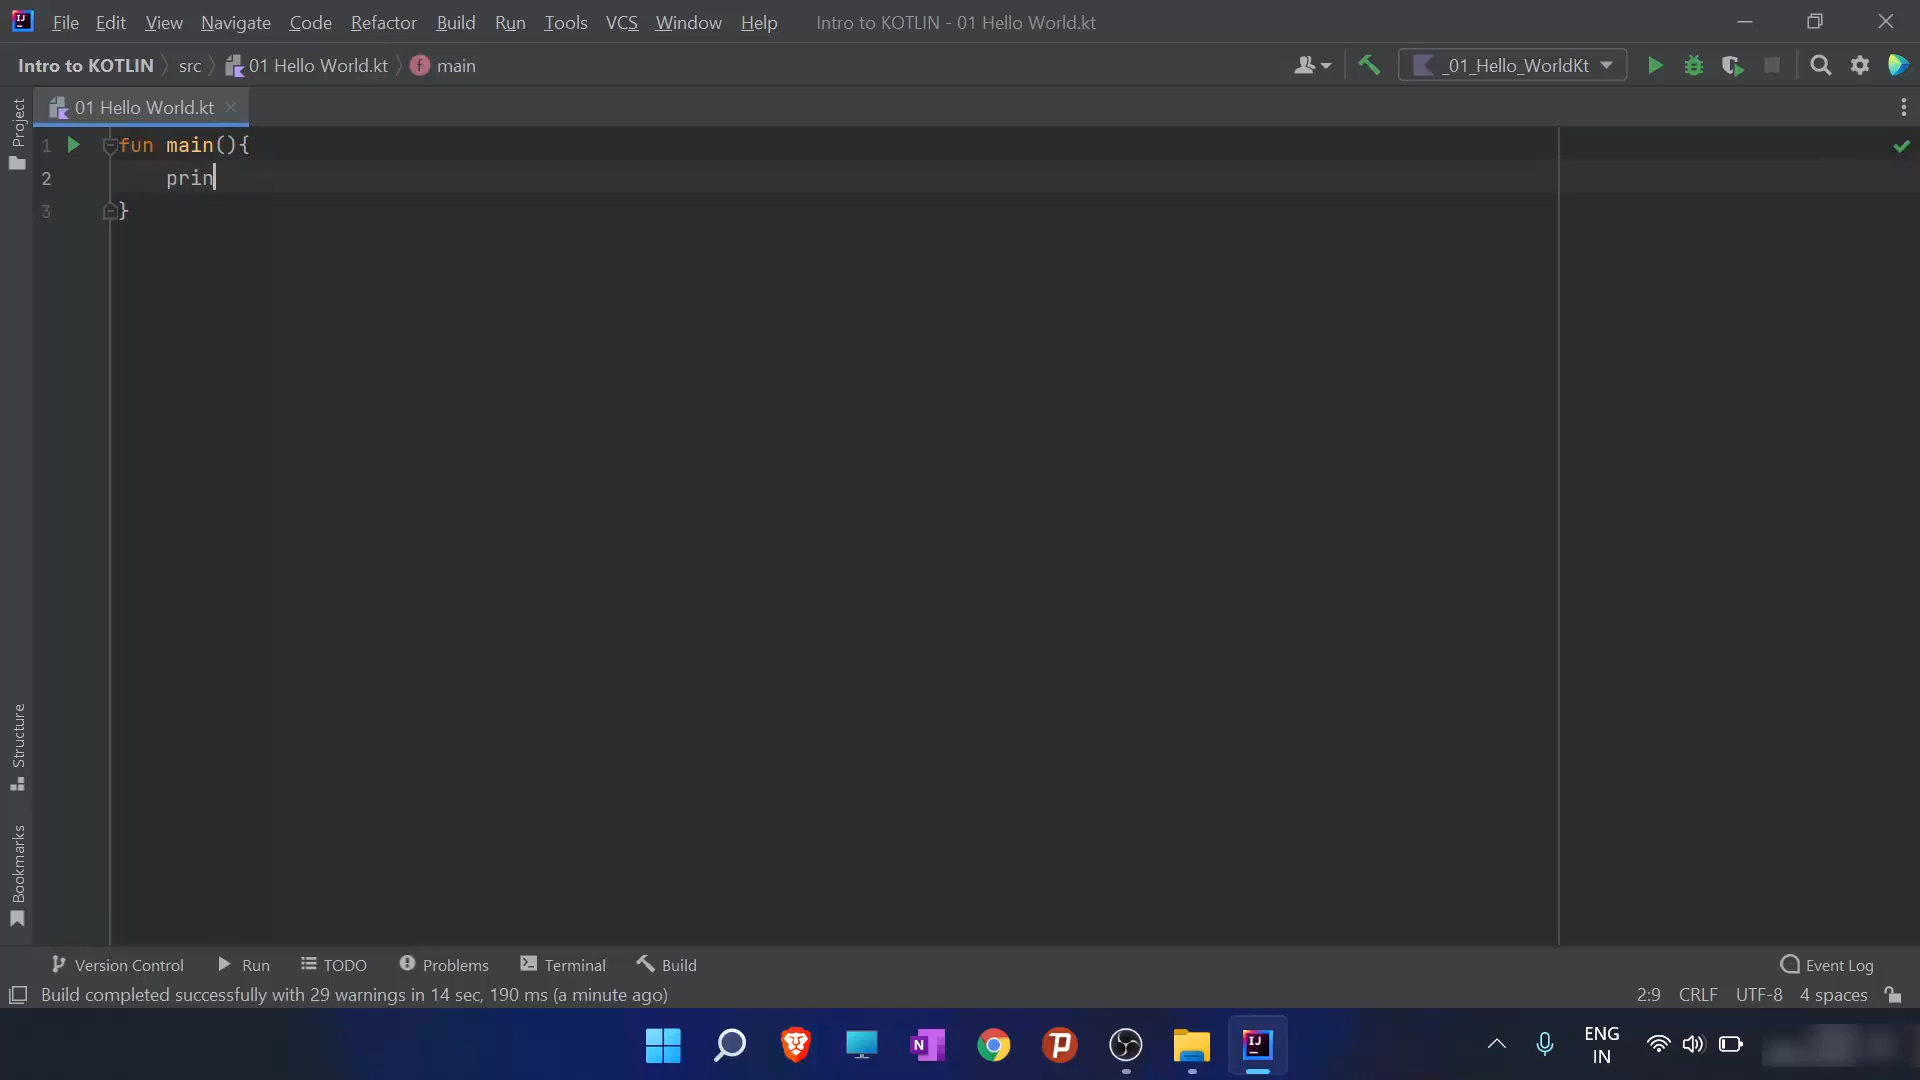 File Edit View Navigate Code Refactor Build Run Tools VCS Window Help Intro to KOTLIN - 01 Hello World.kt
Intro to KOTLIN src 01 Hello World.kt main _01_Hello_WorldKt
Project
01 Hello World.kt
1 fun main(){
2 prin
3 }
Structure
Bookmarks
Version Control Run TODO Problems Terminal Build Event Log
Build completed successfully with 29 warnings in 14 sec, 190 ms (a minute ago) 2:9 CRLF UTF-8 4 spaces
ENG
IN